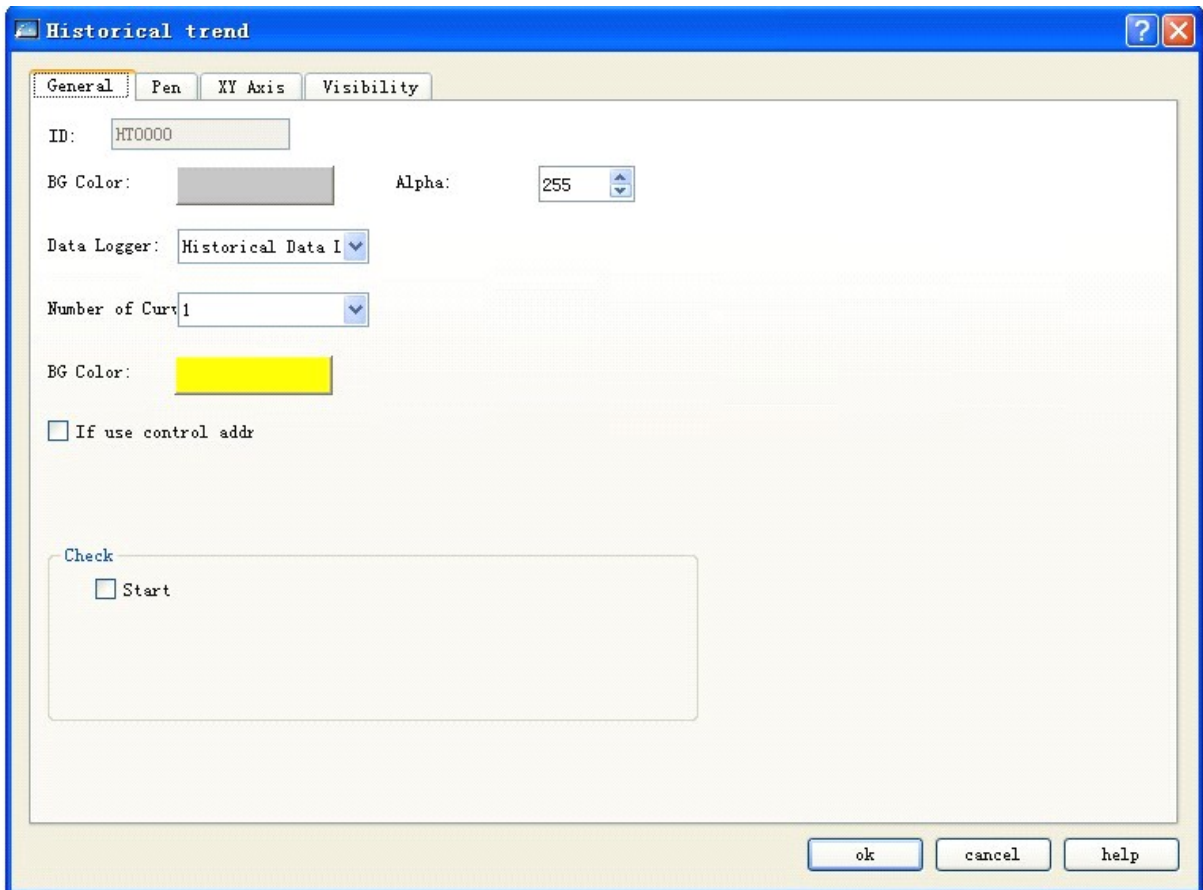 Historical trend
General Pen XY Axis Visibility
ID: HT0000
BG Color: Alpha: 255
Data Logger: Historical Data
Number of Curv 1
BG Color:
If use control addr
Check
Start
ok cancel help